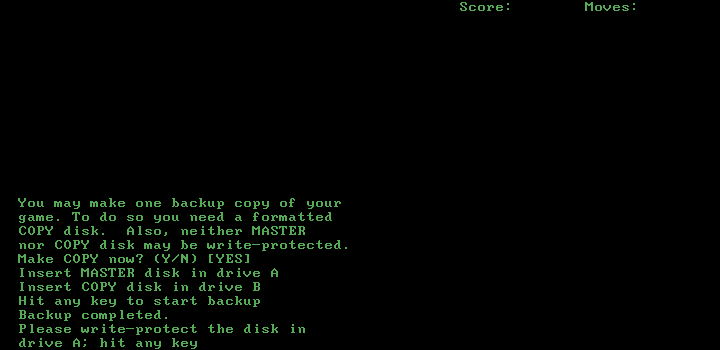 Score: Moves:
You may make one backup copy of your
game. To do so you need a formatted
COPY disk.  Also, neither MASTER
nor COPY disk may be write-protected.
Make COPY now? (Y/N) [YES]
Insert MASTER disk in drive A
Insert COPY disk in drive B
Hit any key to start backup
Backup completed.
Please write-protect the disk in
drive A; hit any key